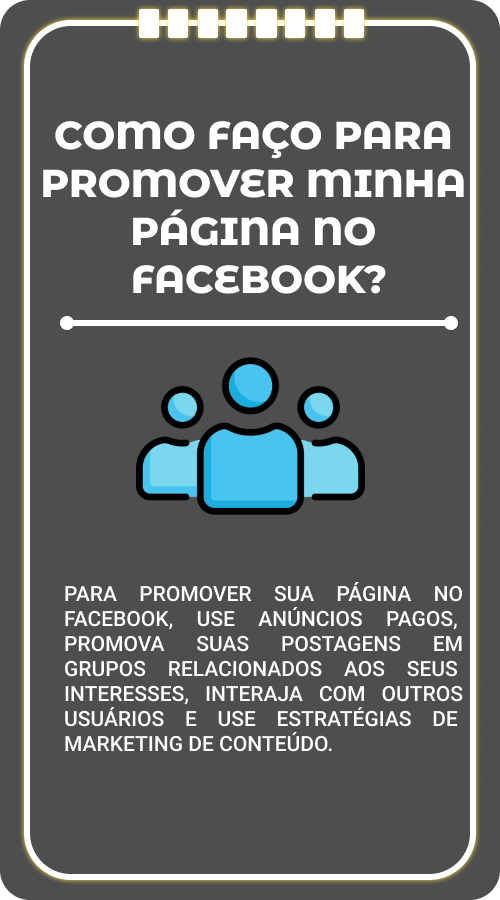 COMO FAÇO PARA
PROMOVER MINHA
PÁGINA NO
FACEBOOK?
PARA PROMOVER SUA PÁGINA NO
FACEBOOK, USE ANÚNCIOS PAGOS,
PROMOVA SUAS POSTAGENS EM
GRUPOS RELACIONADOS AOS SEUS
INTERESSES, INTERAJA COM OUTROS
USUÁRIOS E USE ESTRATÉGIAS DE
MARKETING DE CONTEÚDO.